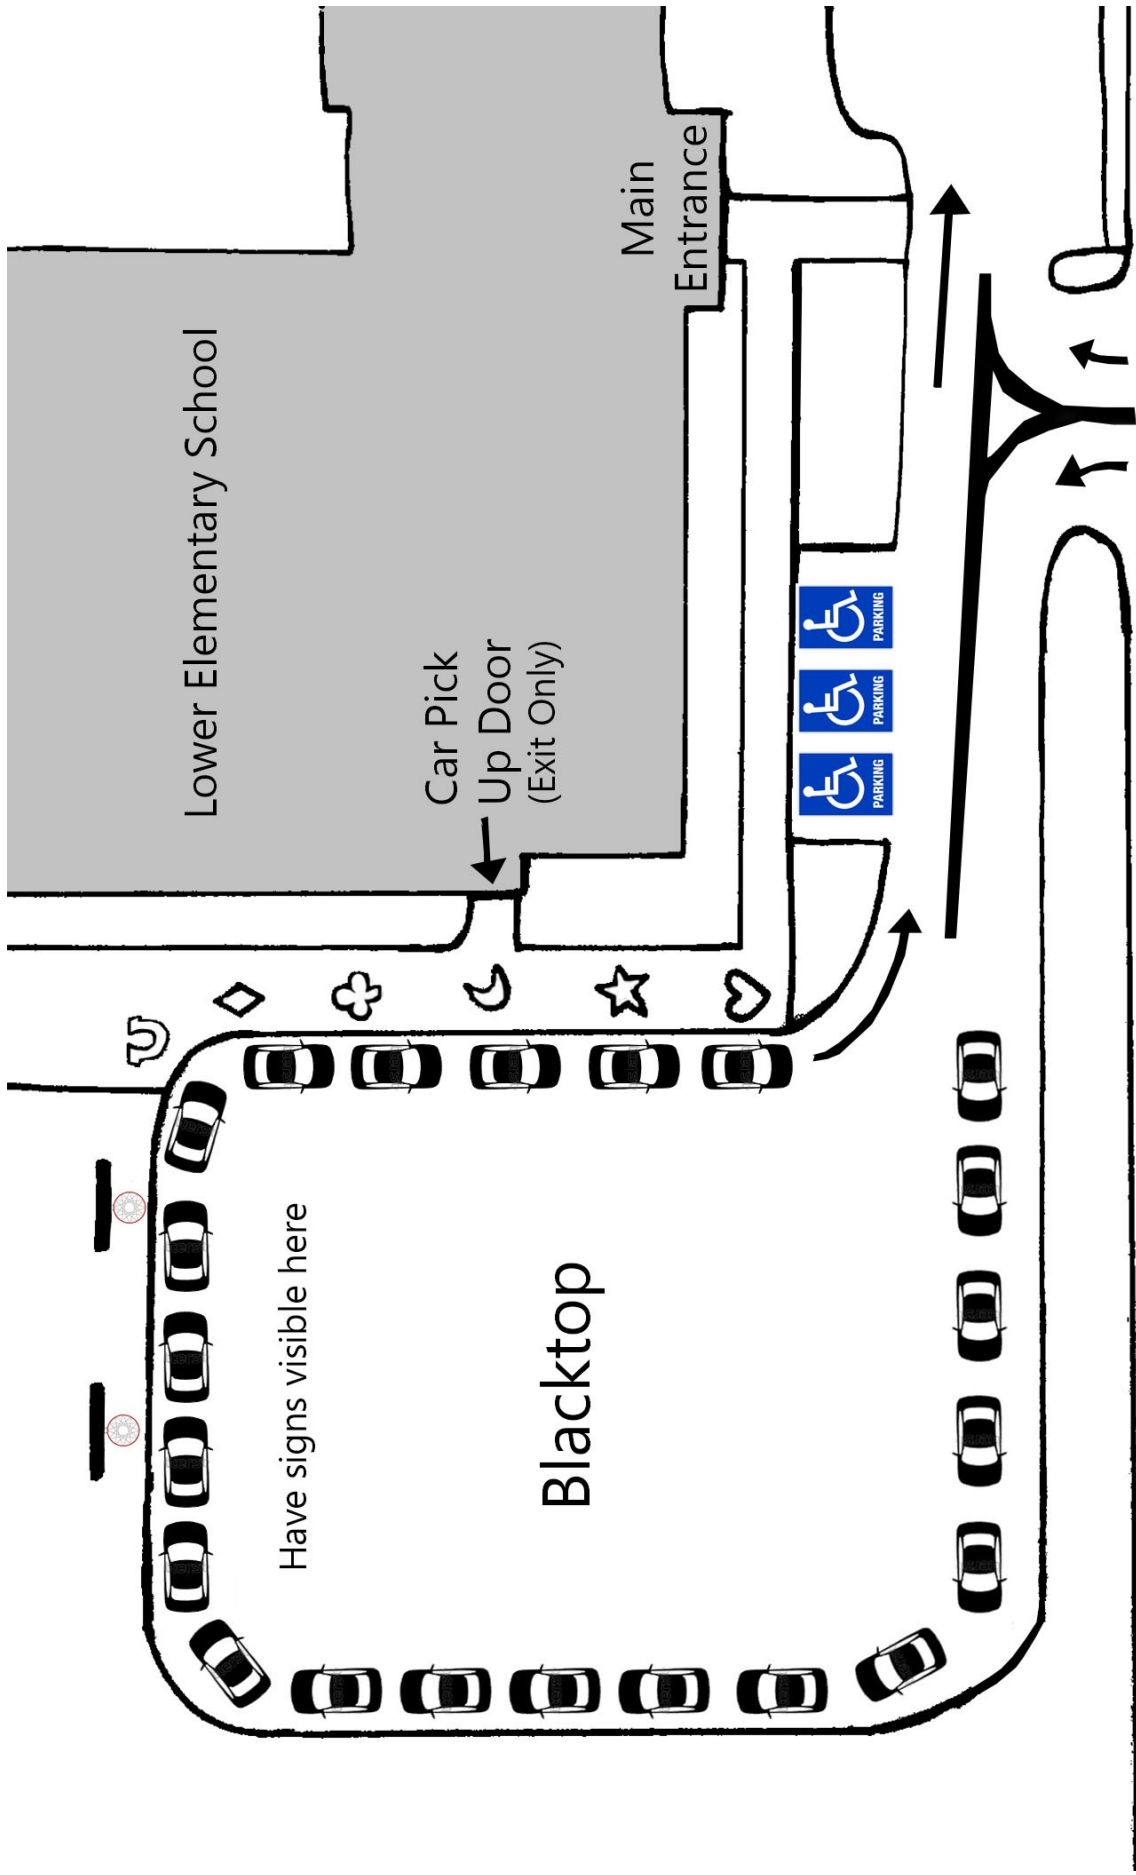 Lower Elementary School
Main
Entrance
Car Pick
Up Door
(Exit Only)
PARKING
PARKING
PARKING
Have signs visible here
Blacktop